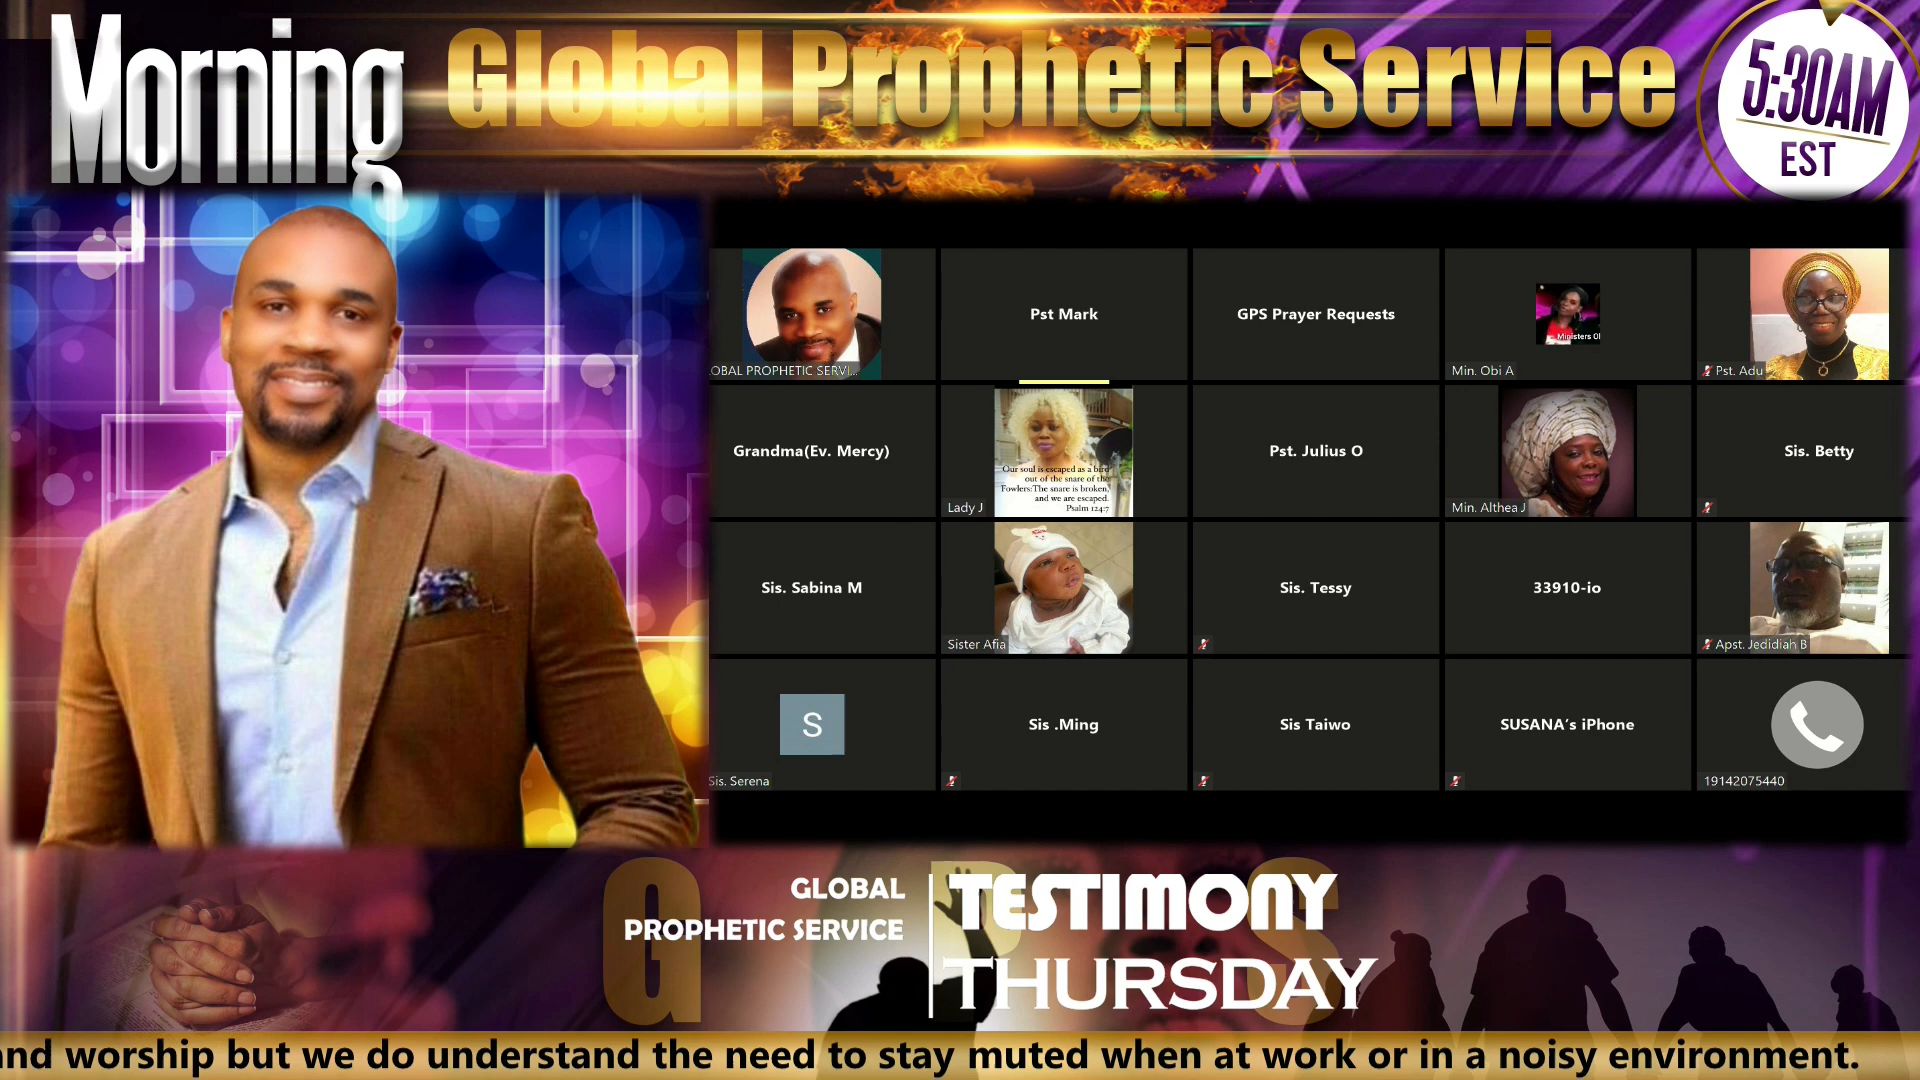 Morning
Global Prophetic Service
5:30AM
EST
OBAL PROPHETIC SERVI...
Pst Mark
GPS Prayer Requests
Ministers Ob
Min. Obi A
Pst. Adu
Grandma(Ev. Mercy)
Our soul is escaped as a bird
out of the snare of the
Fowlers:The snare is broken,
and we are escaped.
Psalm 124:7
Lady J
Pst. Julius O
Min. Althea J
Sis. Betty
Sis. Sabina M
Sister Afia
Sis. Tessy
33910-io
Apst. Jedidiah B
S
Sis. Serena
Sis .Ming
Sis Taiwo
SUSANA's iPhone
19142075440
GPS
GLOBAL
PROPHETIC SERVICE
TESTIMONY
THURSDAY
and worship but we do understand the need to stay muted when at work or in a noisy environment.